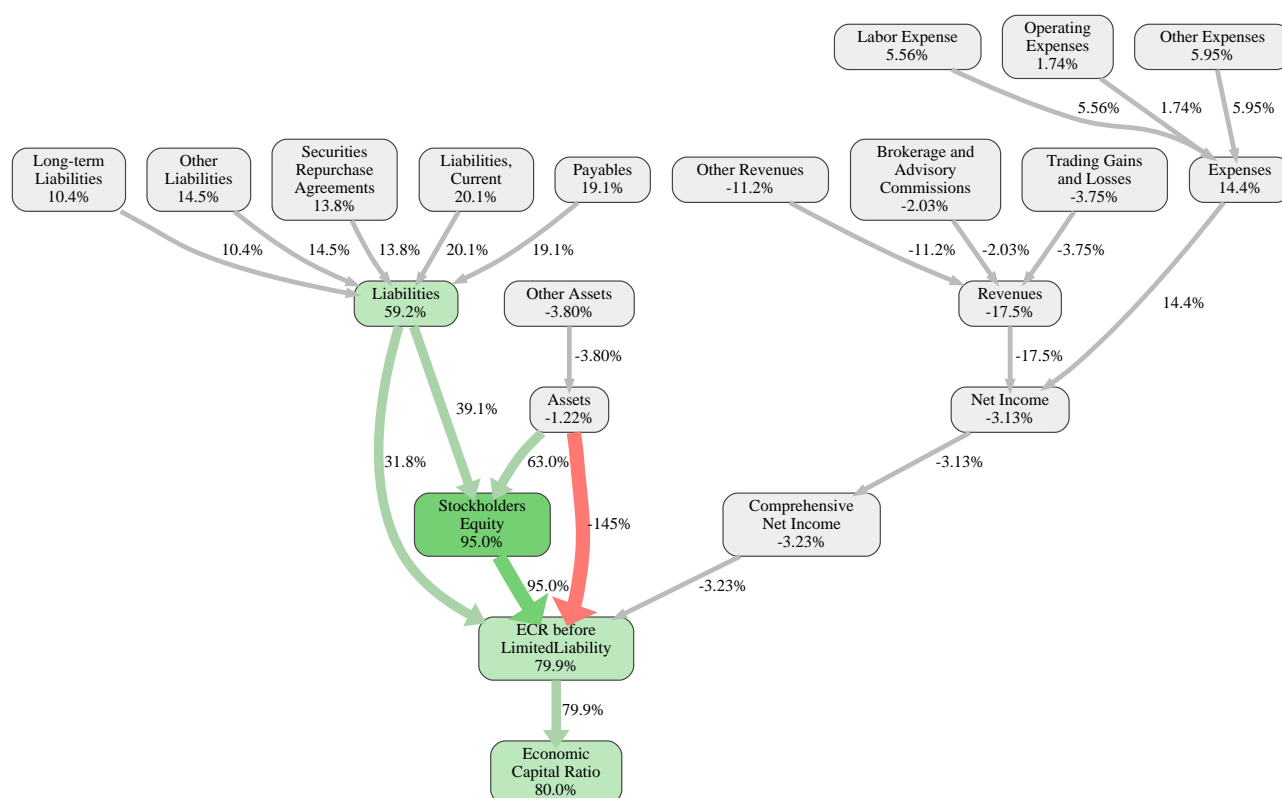 Labor Expense
5.56%
Operating
Expenses
1.74%
Other Expenses
5.95%
5.56%
1.74%
5.95%
Long-term
Liabilities
10.4%
Other
Liabilities
14.5%
Securities
Repurchase
Agreements
13.8%
Liabilities,
Current
20.1%
Payables
19.1%
Other Revenues
-11.2%
Brokerage and
Advisory
Commissions
-2.03%
Trading Gains
and Losses
-3.75%
Expenses
14.4%
10.4%
14.5%
13.8%
20.1%
19.1%
-11.2%
-2.03%
-3.75%
14.4%
Liabilities
59.2%
Other Assets
-3.80%
Revenues
-17.5%
-3.80%
-17.5%
Assets
-1.22%
Net Income
-3.13%
39.1%
31.8%
63.0%
-145%
-3.13%
Stockholders
Equity
95.0%
Comprehensive
Net Income
-3.23%
95.0%
-3.23%
ECR before
LimitedLiability
79.9%
79.9%
Economic
Capital Ratio
80.0%